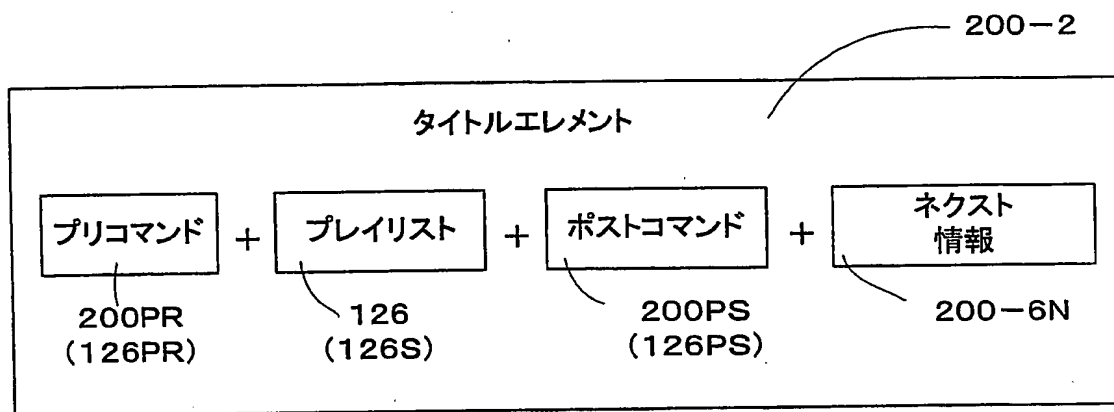 200-2
タイトルエレメント
プリコマンド + プレイリスト + ポストコマンド + ネクスト情報
200PR 126 200PS 200-6N
(126PR) (126S) (126PS)